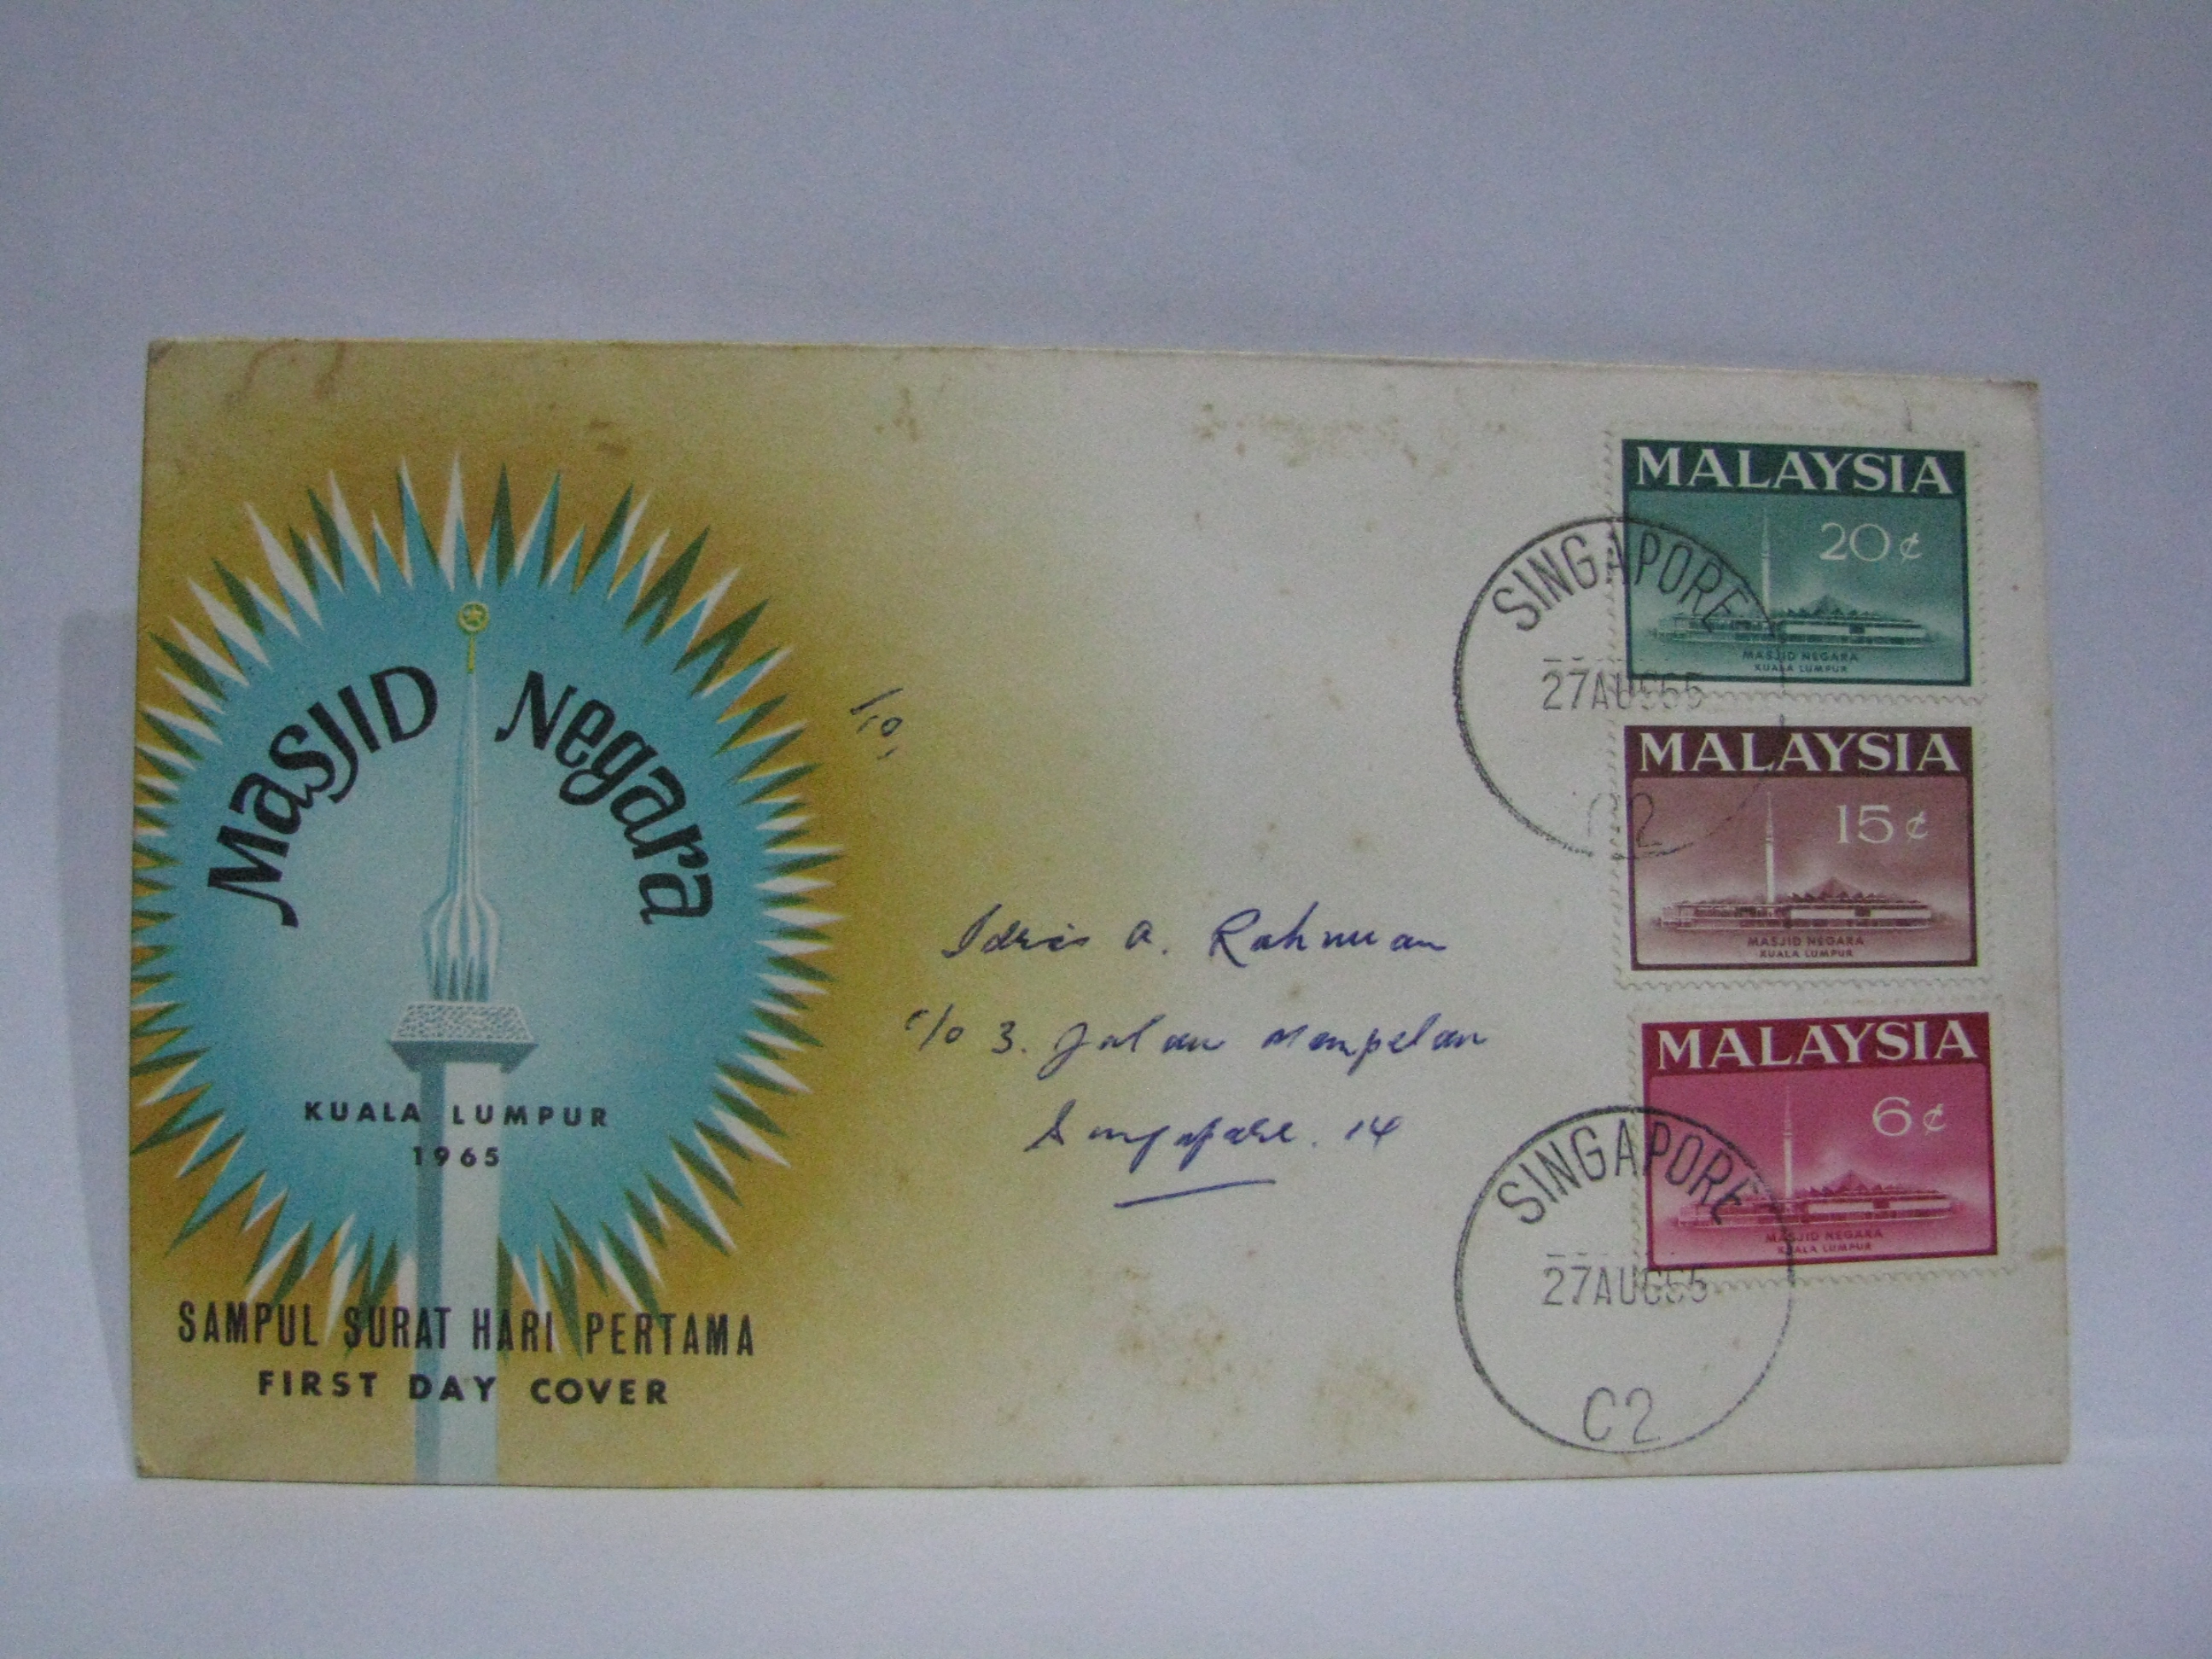 Masjid Negara
KUALA LUMPUR
1965
SAMPUL SURAT HARI PERTAMA
FIRST DAY COVER
Idris A. Rahman
c/o 3. Jalan Mempelam
Singapore. 14
MALAYSIA
20¢
MASJID NEGARA
KUALA LUMPUR
SINGAPORE
27AUG65
C2
MALAYSIA
15¢
MASJID NEGARA
KUALA LUMPUR
MALAYSIA
6¢
MASJID NEGARA
KUALA LUMPUR
SINGAPORE
27AUG65
C2